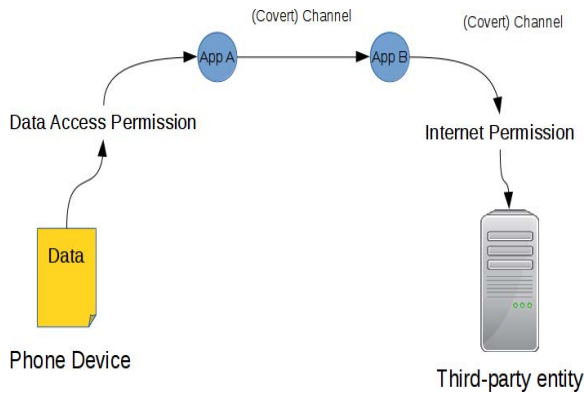 (Covert) Channel
(Covert) Channel
App A
App B
Data Access Permission
Internet Permission
Data
Phone Device
Third-party entity